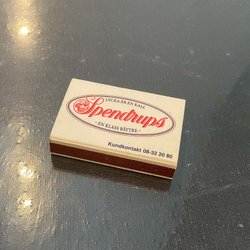 LYCKA ÄR EN KALL
Spendrups
- EN KLASS BÄTTRE -
Kundkontakt 08-32 20 80